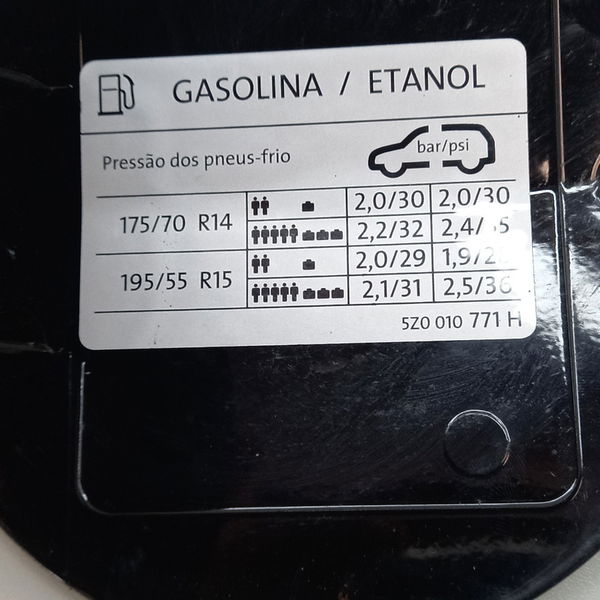 GASOLINA / ETANOL
Pressão dos pneus-frio bar/psi
175/70 R14 2,0/30 2,0/30
2,2/32
195/55 R15 2,0/29
2,1/31 2,5/36
5Z0 010 771 H